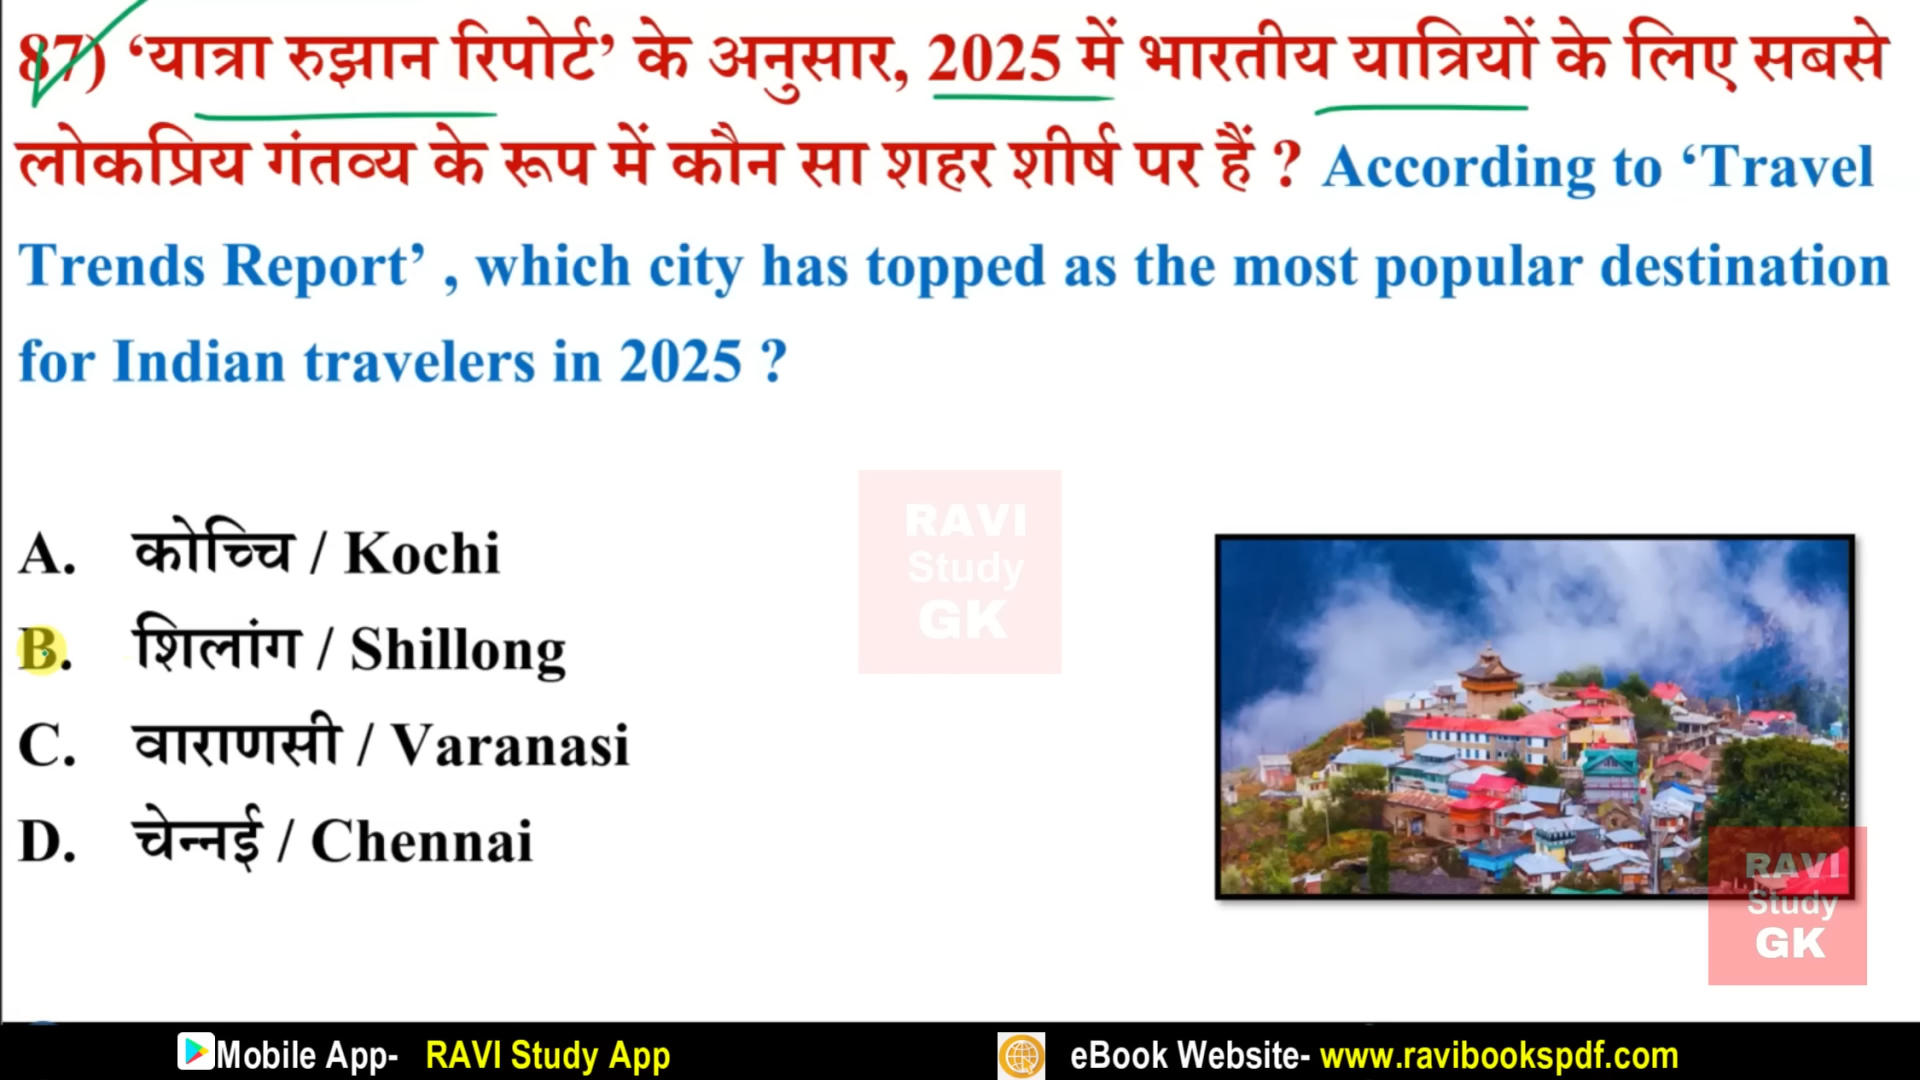 87) ‘यात्रा रुझान रिपोर्ट’ के अनुसार, 2025 में भारतीय यात्रियों के लिए सबसे
लोकप्रिय गंतव्य के रूप में कौन सा शहर शीर्ष पर हैं ? According to ‘Travel
Trends Report’ , which city has topped as the most popular destination
for Indian travelers in 2025 ?
A. कोच्चि / Kochi
B. शिलांग / Shillong
C. वाराणसी / Varanasi
D. चेन्नई / Chennai
RAVI
Study
GK
RAVI
Study
GK
Mobile App- RAVI Study App
eBook Website- www.ravibookspdf.com